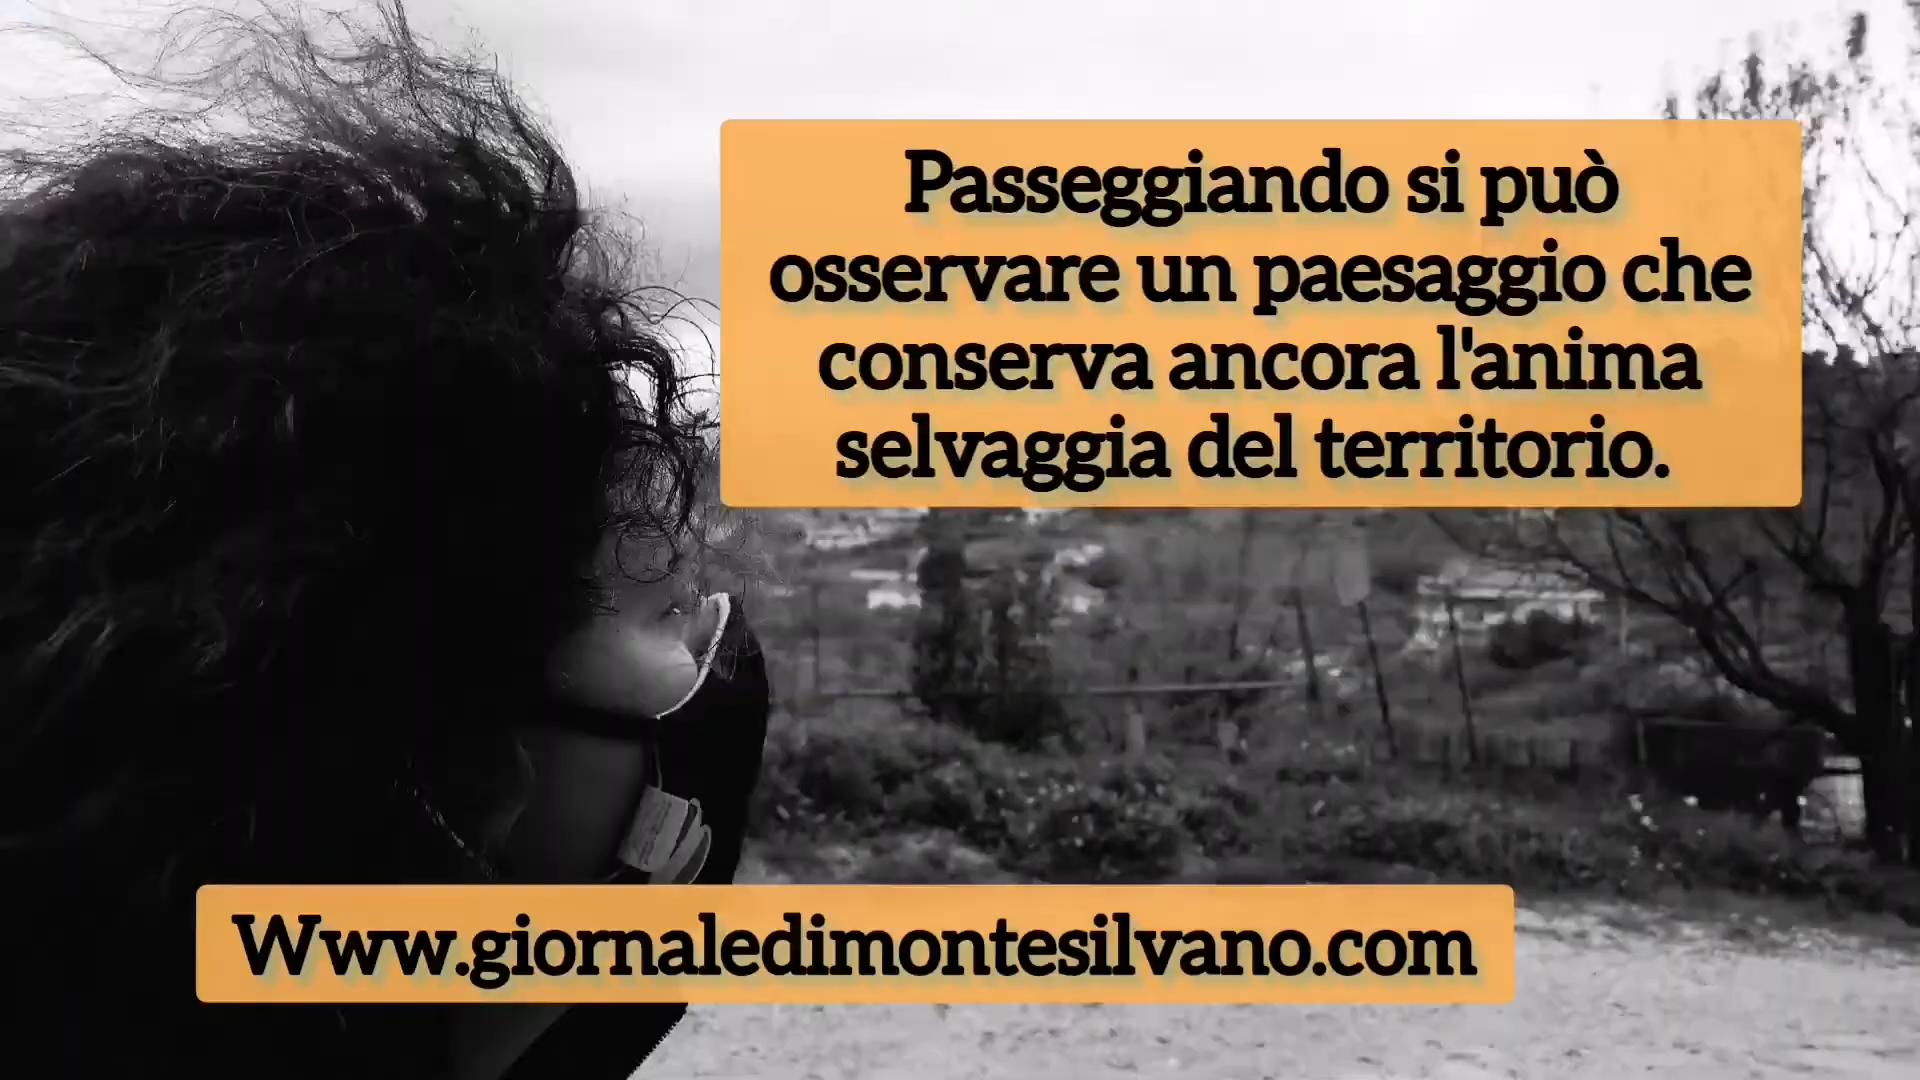 Passeggiando si può
osservare un paesaggio che
conserva ancora l'anima
selvaggia del territorio.
Www.giornaledimontesilvano.com